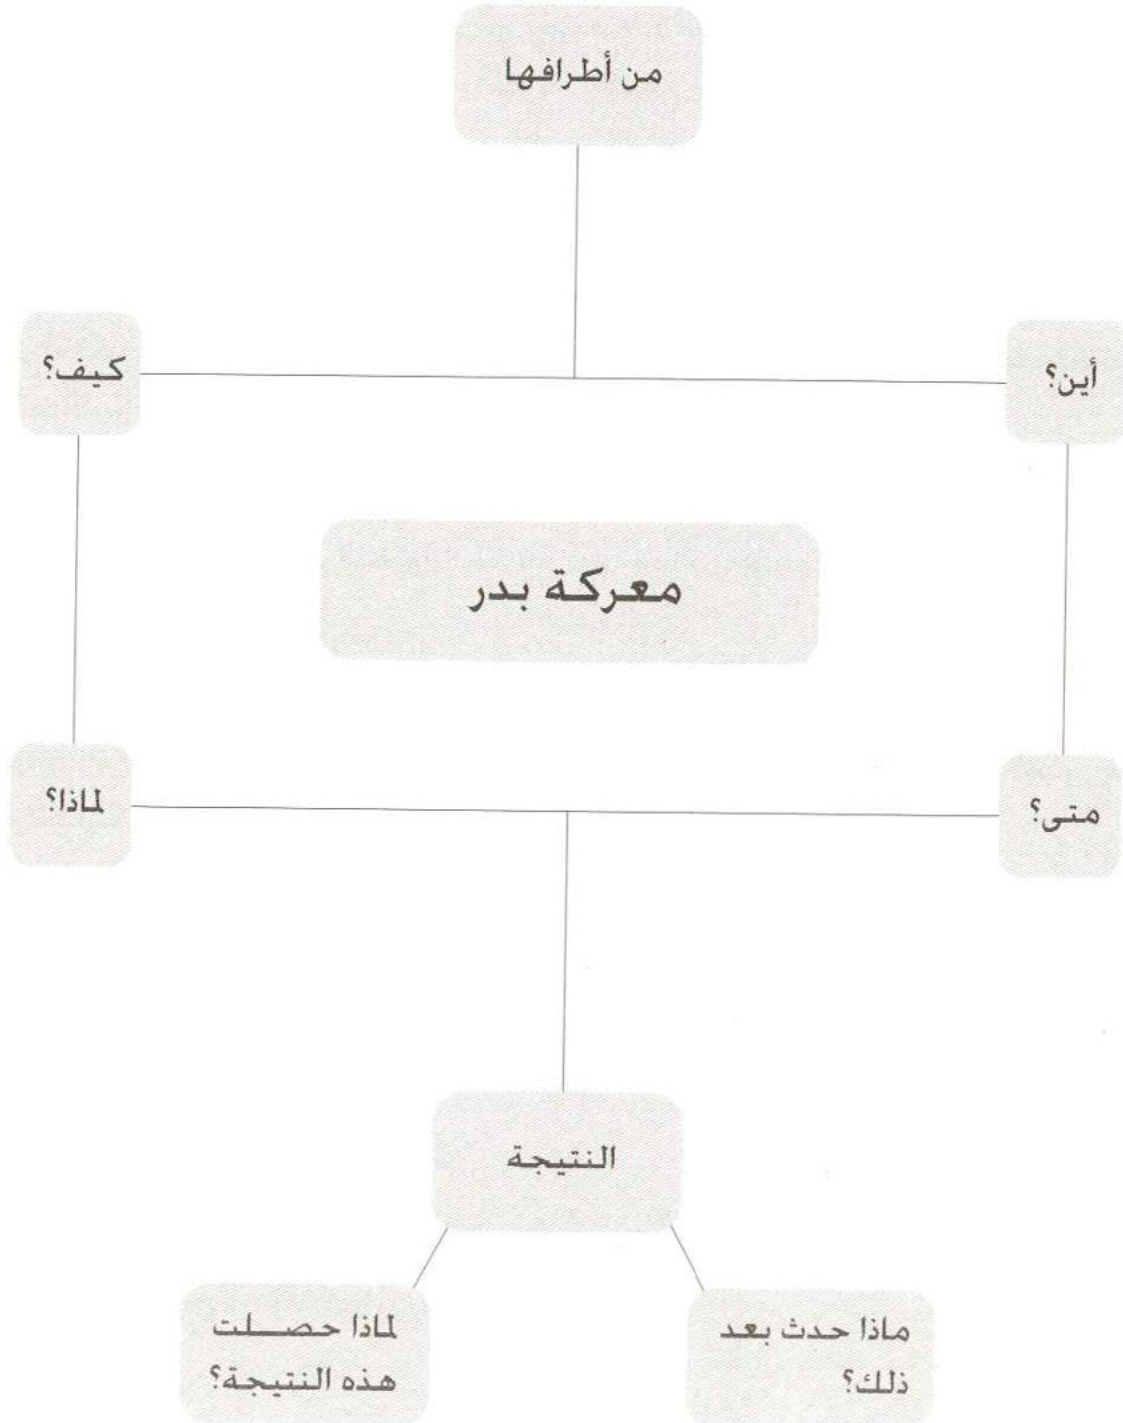 من أطرافها
أين؟
كيف؟
معركة بدر
متى؟
لماذا؟
النتيجة
ماذا حدث بعد
ذلك؟
لماذا حصلت
هذه النتيجة؟